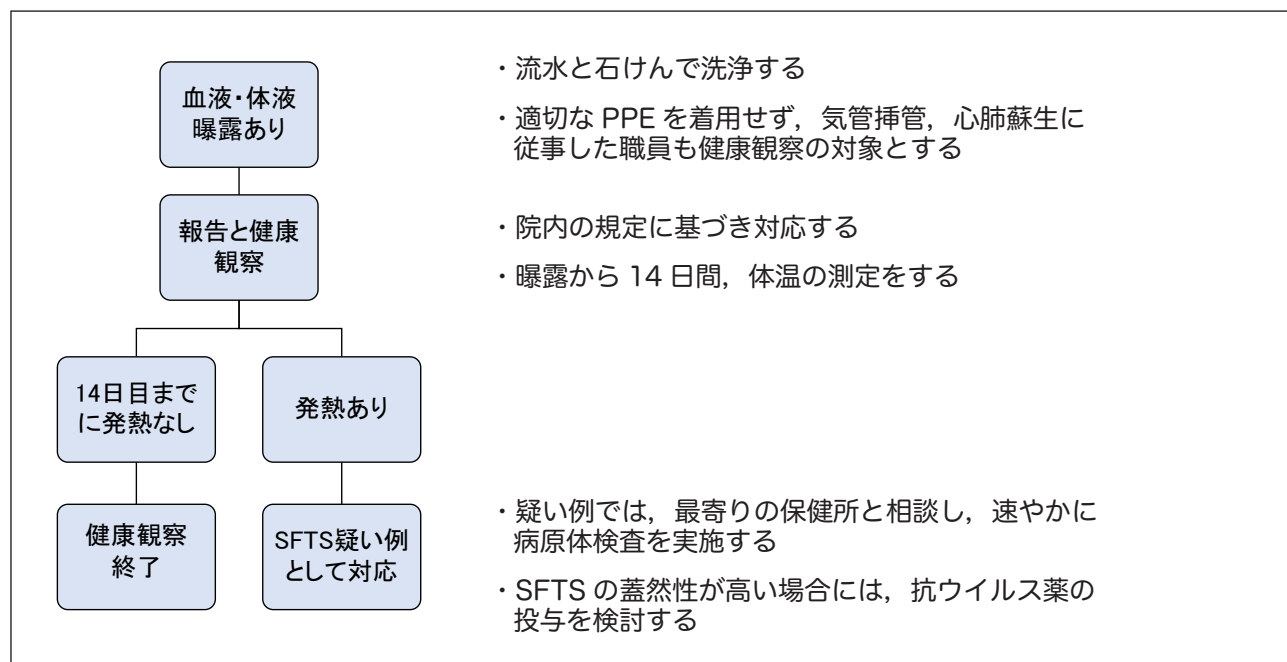 血液・体液
曝露あり
・流水と石けんで洗浄する
・適切な PPE を着用せず，気管挿管，心肺蘇生に
従事した職員も健康観察の対象とする
報告と健康
観察
・院内の規定に基づき対応する
・曝露から 14 日間，体温の測定をする
14日目まで
に発熱なし
発熱あり
健康観察
終了
SFTS疑い例
として対応
・疑い例では，最寄りの保健所と相談し，速やかに
病原体検査を実施する
・SFTS の蓋然性が高い場合には，抗ウイルス薬の
投与を検討する